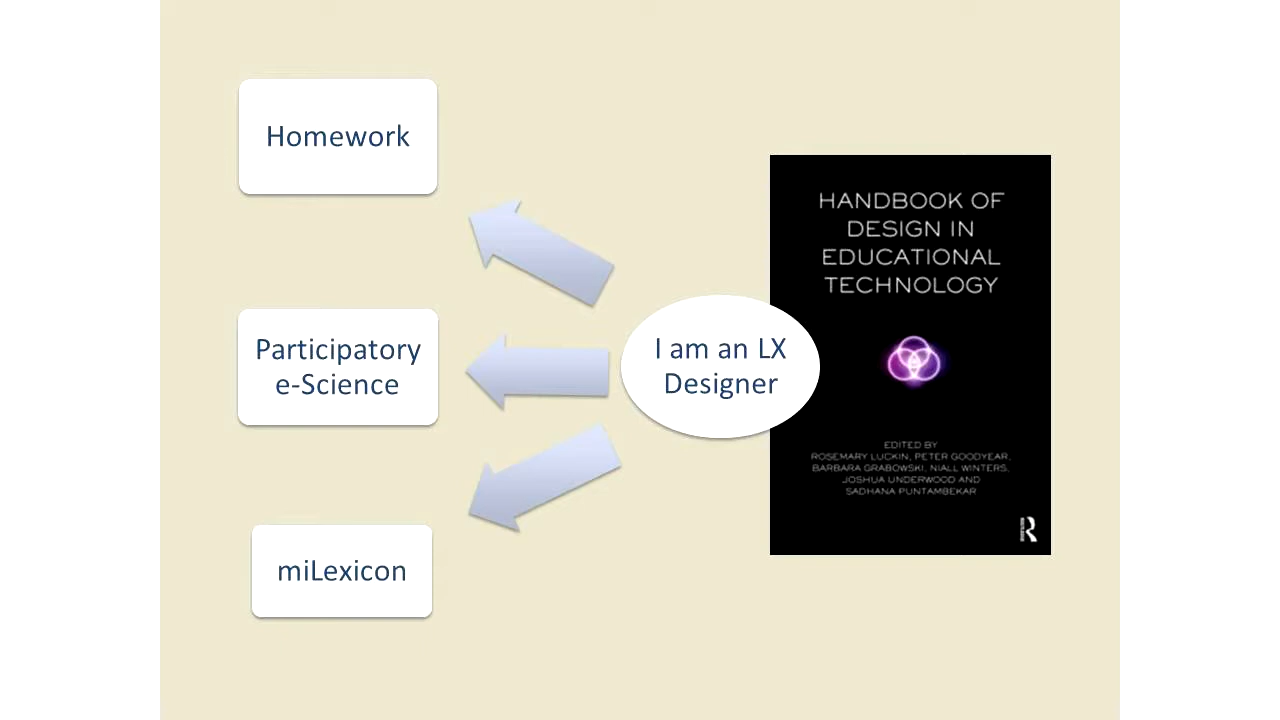 Homework
Participatory
e-Science
miLexicon
I am an LX
Designer
HANDBOOK OF
DESIGN IN
EDUCATIONAL
TECHNOLOGY
EDITED BY
ROSEMARY LUCKIN, PETER GOODYEAR,
BARBARA GRABOWSKI, NIALL WINTERS,
JOSHUA UNDERWOOD AND
SADHANA PUNTAMBEKAR
R